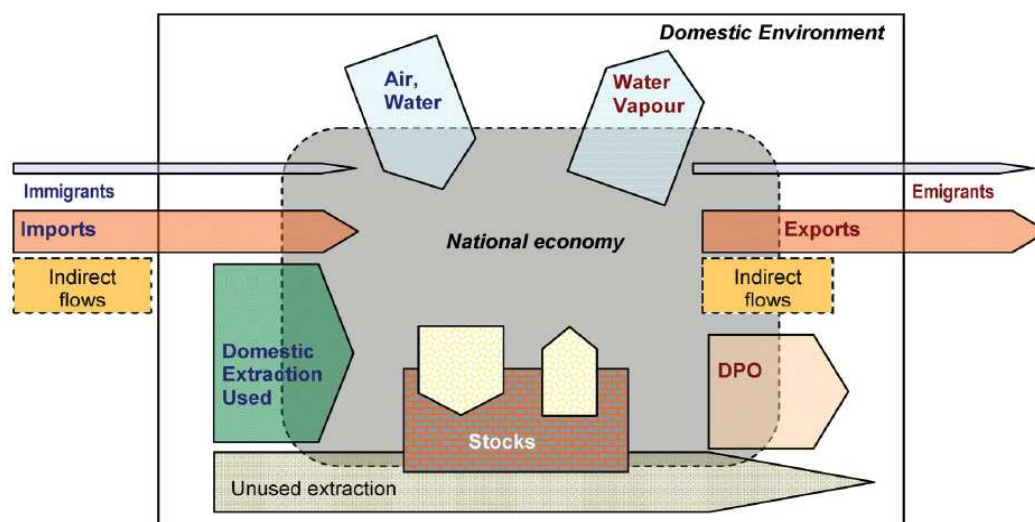 Domestic Environment
Air,
Water
Water
Vapour
Immigrants
Emigrants
Imports
Exports
National economy
Indirect
flows
Indirect
flows
Domestic
Extraction
Used
DPO
Stocks
Unused extraction